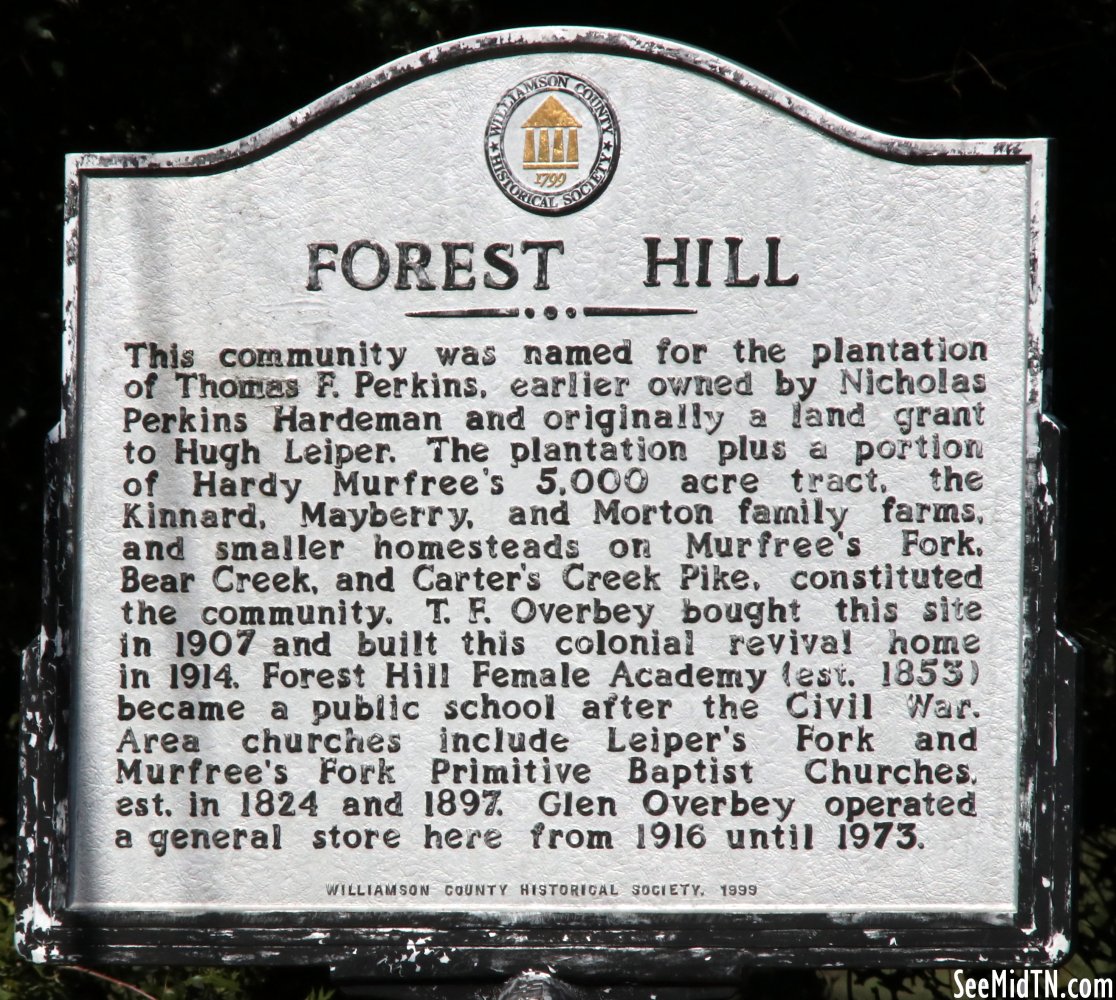 WILLIAMSON COUNTY
HISTORICAL SOCIETY
1799
FOREST HILL
This community was named for the plantation
of Thomas F. Perkins, earlier owned by Nicholas
Perkins Hardeman and originally a land grant
to Hugh Leiper. The plantation plus a portion
of Hardy Murfree's 5,000 acre tract, the
Kinnard, Mayberry, and Morton family farms,
and smaller homesteads on Murfree's Fork,
Bear Creek, and Carter's Creek Pike, constituted
the community. T. F. Overbey bought this site
in 1907 and built this colonial revival home
in 1914. Forest Hill Female Academy (est. 1853)
became a public school after the Civil War.
Area churches include Leiper's Fork and
Murfree's Fork Primitive Baptist Churches,
est. in 1824 and 1897. Glen Overbey operated
a general store here from 1916 until 1973.
WILLIAMSON COUNTY HISTORICAL SOCIETY, 1999
SeeMidTN.com